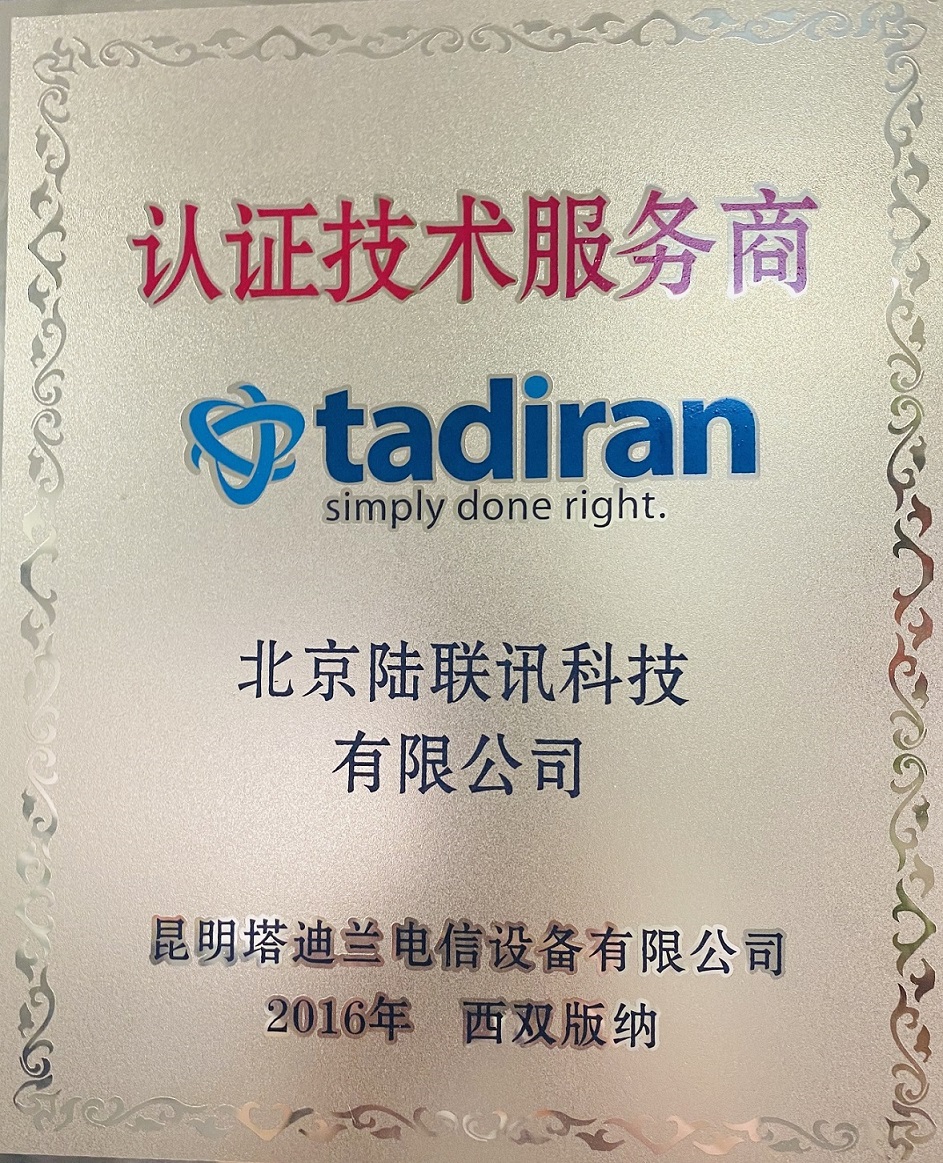 认证技术服务商
tadiran
simply done right.
北京陆联讯科技
有限公司
昆明塔迪兰电信设备有限公司
2016年 西双版纳